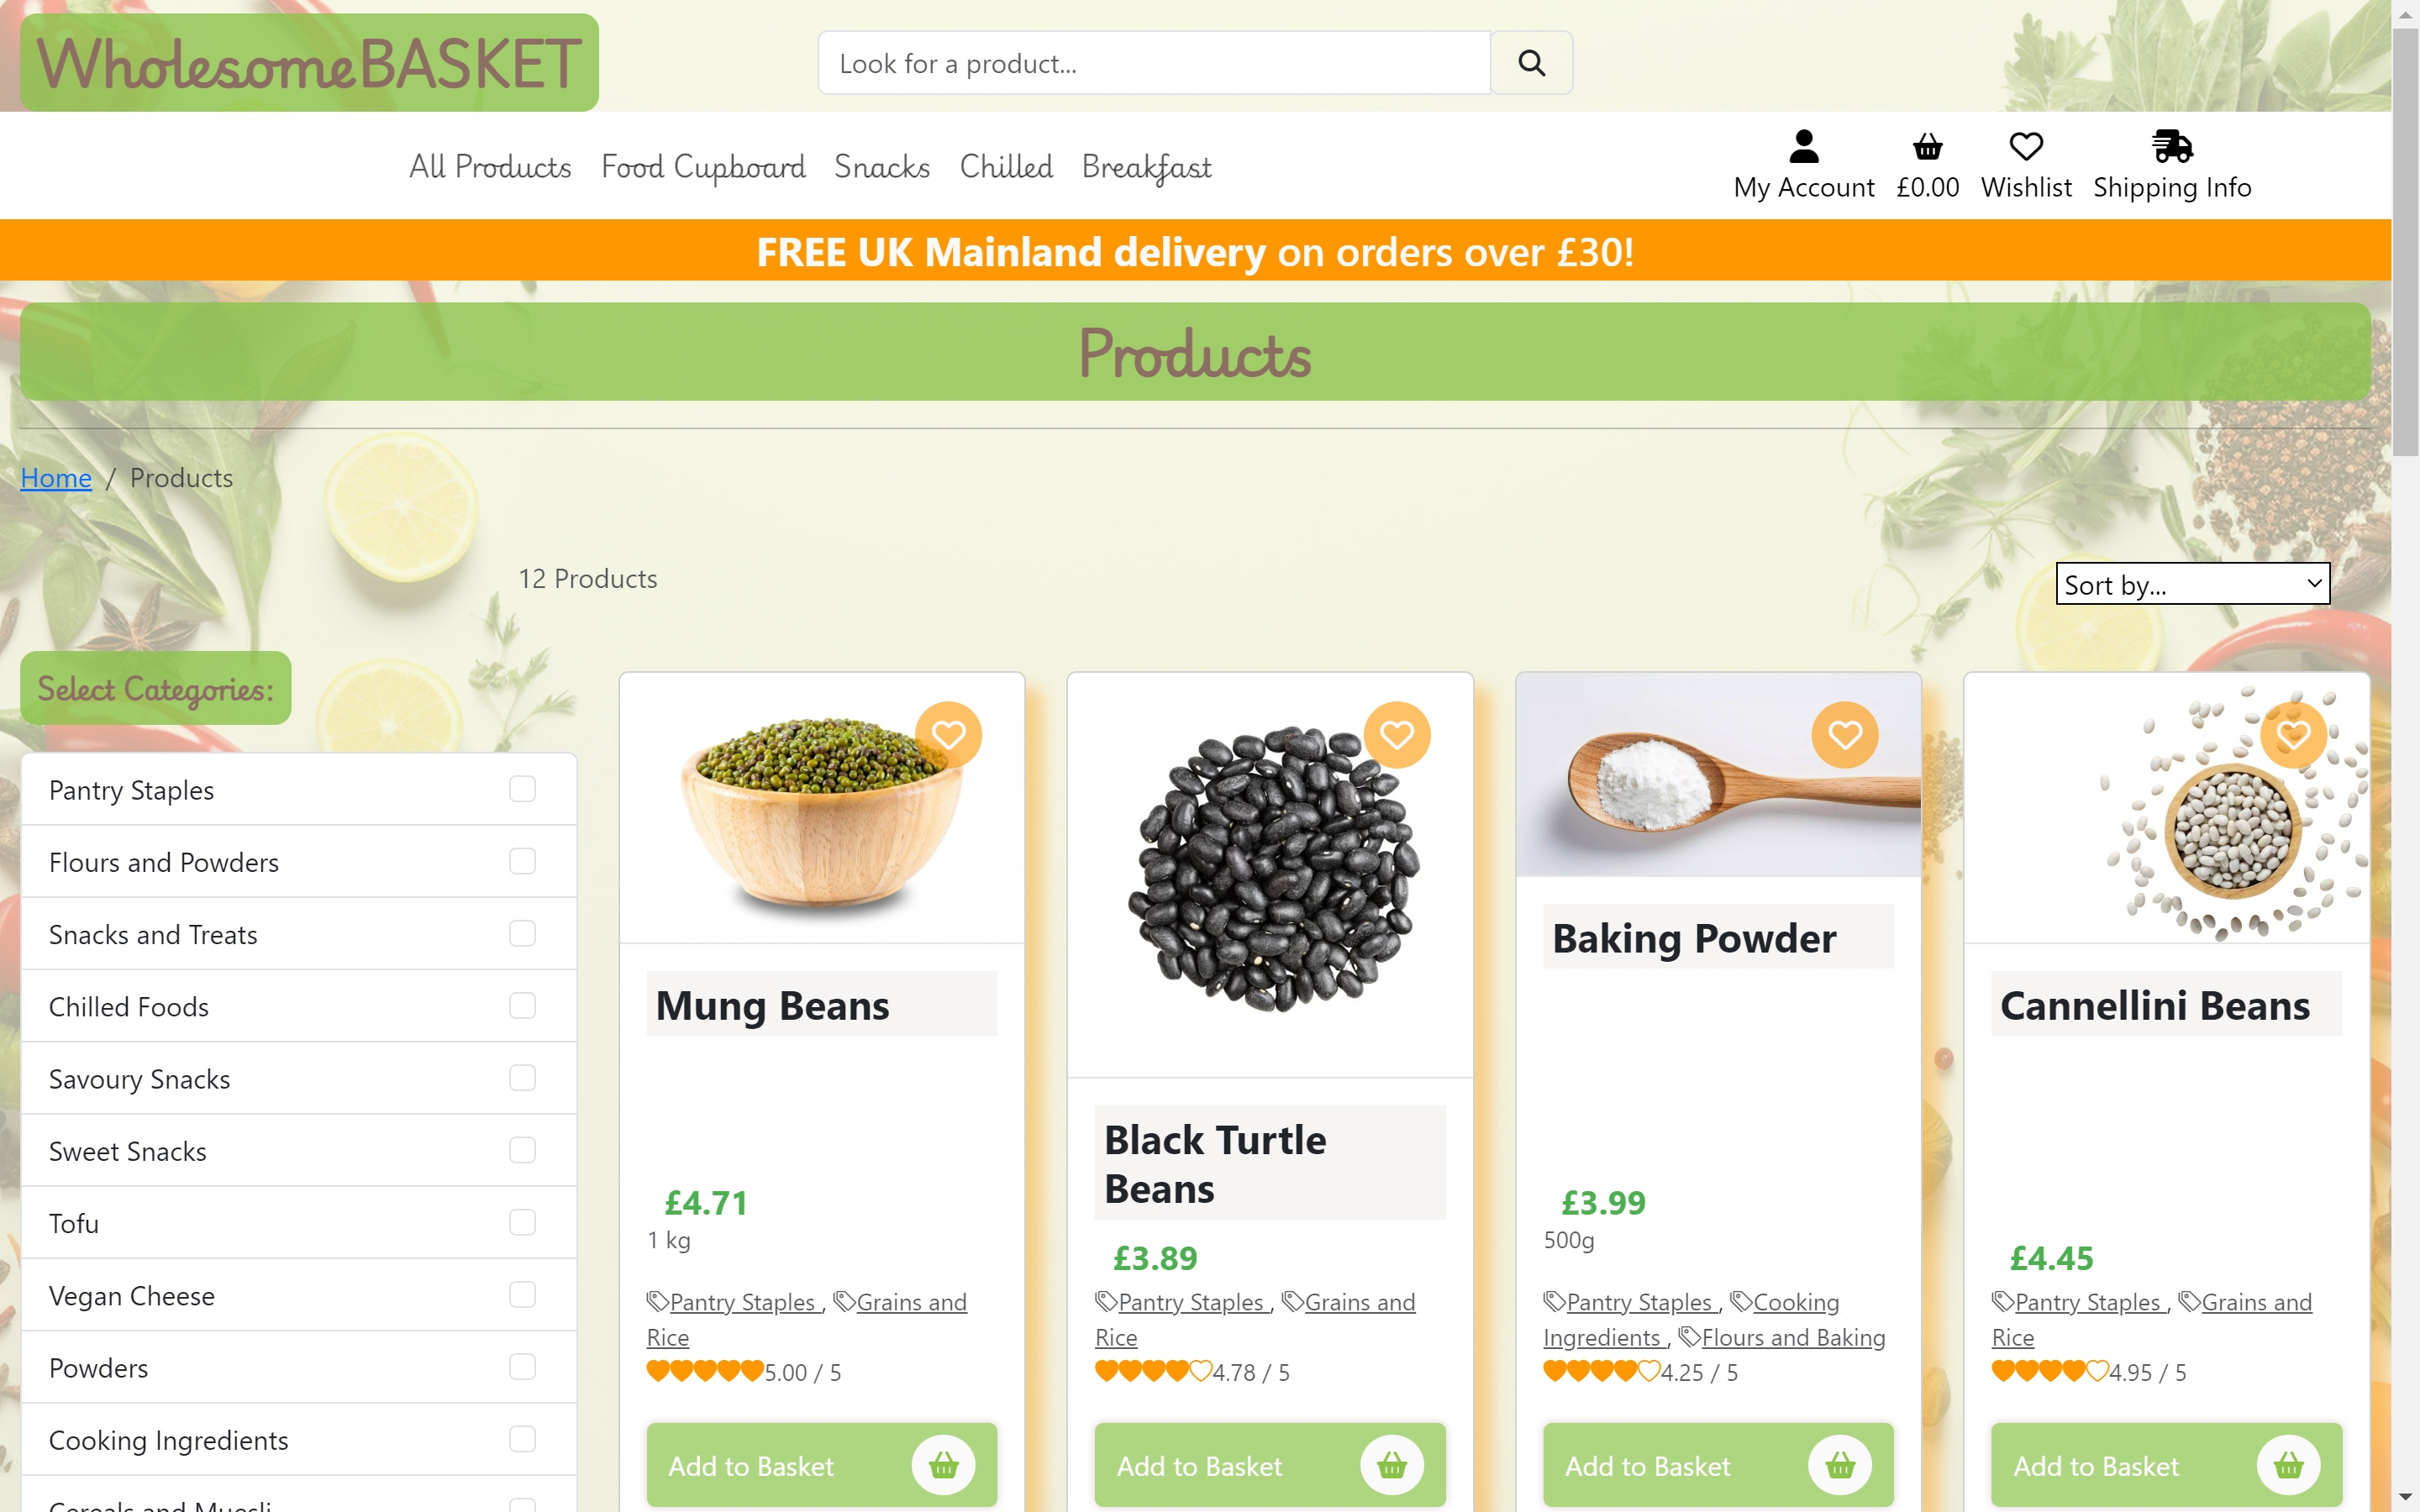 WholesomeBASKET
Look for a product...
All Products Food Cupboard Snacks Chilled Breakfast
My Account £0.00 Wishlist Shipping Info
FREE UK Mainland delivery on orders over £30!
Products
Home / Products
12 Products
Sort by...
Select Categories:
Pantry Staples
Flours and Powders
Snacks and Treats
Chilled Foods
Savoury Snacks
Sweet Snacks
Tofu
Vegan Cheese
Powders
Cooking Ingredients
Cereals and Muesli
Mung Beans
£4.71
1 kg
Pantry Staples , Grains and
Rice
5.00 / 5
Add to Basket
Black Turtle
Beans
£3.89
Pantry Staples , Grains and
Rice
4.78 / 5
Add to Basket
Baking Powder
£3.99
500g
Pantry Staples , Cooking
Ingredients , Flours and Baking
4.25 / 5
Add to Basket
Cannellini Beans
£4.45
Pantry Staples , Grains and
Rice
4.95 / 5
Add to Basket